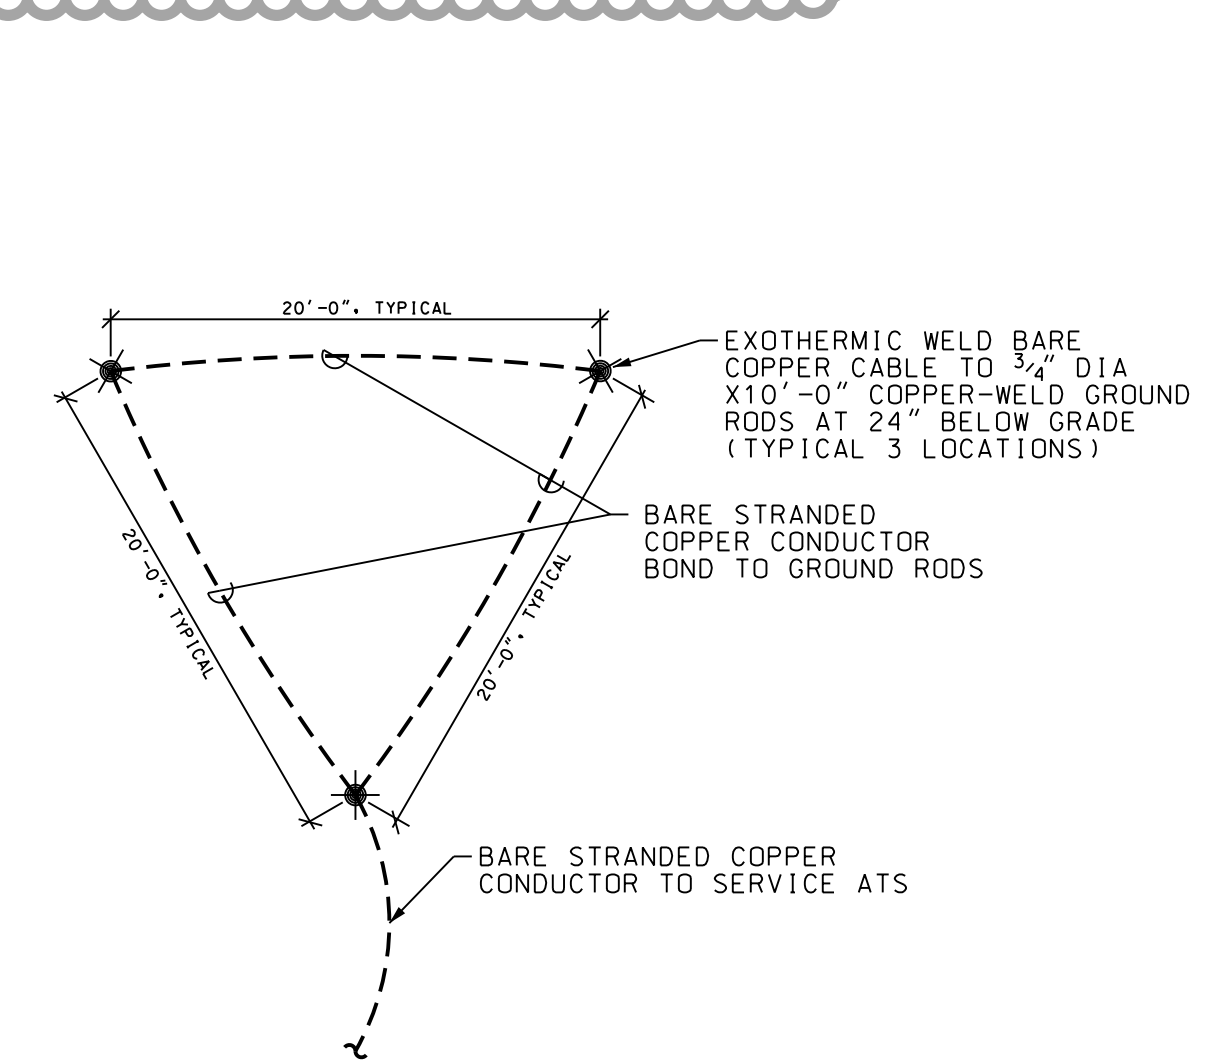 20'-0", TYPICAL
EXOTHERMIC WELD BARE
COPPER CABLE TO 3/4" DIA
X10'-0" COPPER-WELD GROUND
RODS AT 24" BELOW GRADE
(TYPICAL 3 LOCATIONS)
BARE STRANDED
COPPER CONDUCTOR
BOND TO GROUND RODS
20'-0", TYPICAL
20'-0", TYPICAL
BARE STRANDED COPPER
CONDUCTOR TO SERVICE ATS